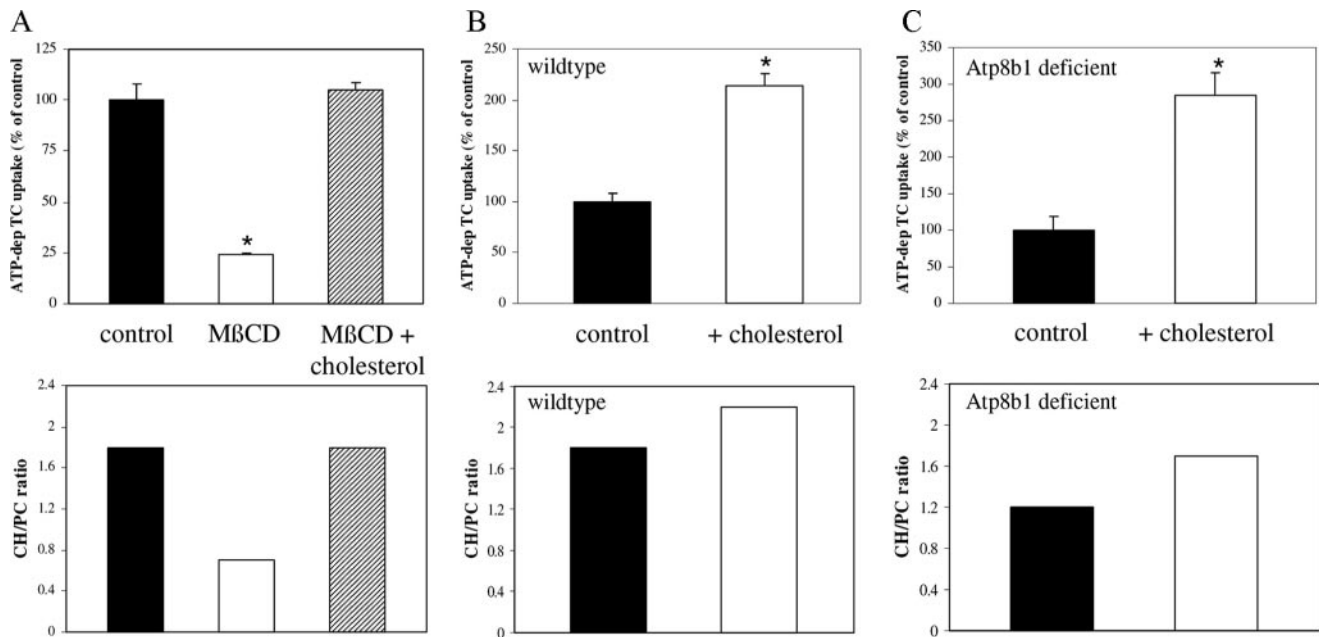 A
ATP-dep TC uptake (% of control)
125
100
75
50
25
0
*
control
MßCD
MßCD +
cholesterol
B
ATP-dep TC uptake (% of control)
250
200
150
100
50
0
wildtype
*
control
+ cholesterol
C
ATP-dep TC uptake (% of control)
350
300
250
200
150
100
50
0
Atp8b1 deficient
*
control
+ cholesterol
CH/PC ratio
2.4
2
1.6
1.2
0.8
0.4
0
CH/PC ratio
2.4
2
1.6
1.2
0.8
0.4
0
wildtype
CH/PC ratio
2.4
2
1.6
1.2
0.8
0.4
0
Atp8b1 deficient